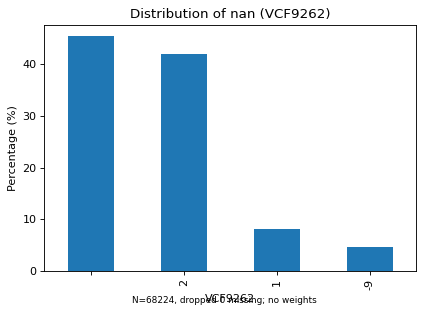 Distribution of nan (VCF9262)
Percentage (%)
40
30
20
10
0
2
1
-9
VCF9262
N=68224, dropped 0 missing; no weights